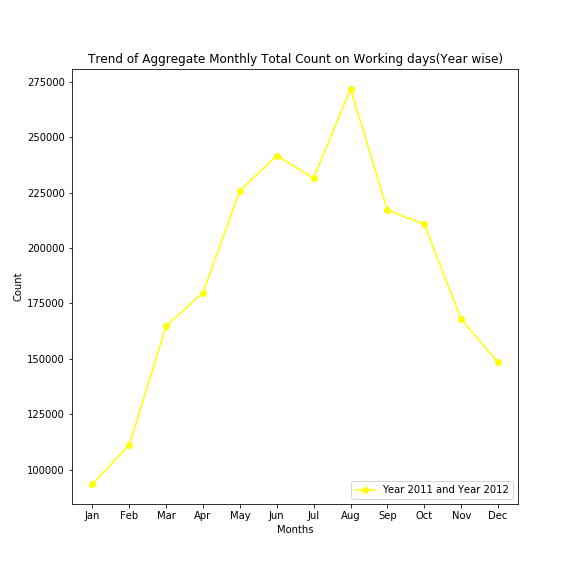 Trend of Aggregate Monthly Total Count on Working days(Year wise)
275000
250000
225000
200000
175000
150000
125000
100000
Count
Year 2011 and Year 2012
Jan Feb Mar Apr May Jun Jul Aug Sep Oct Nov Dec
Months